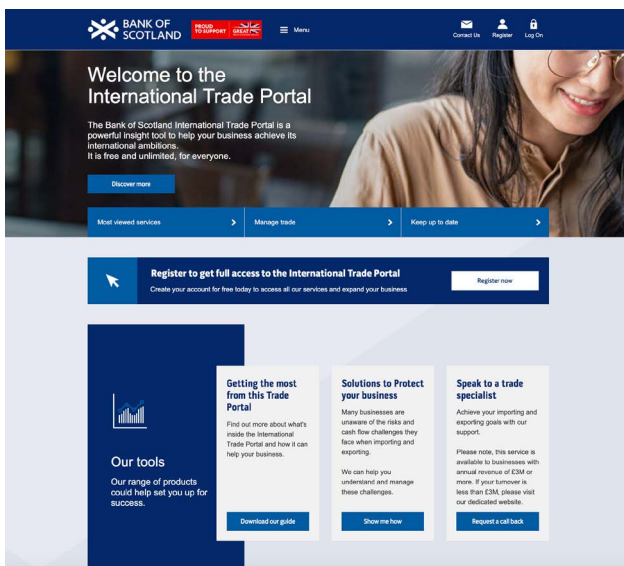 BANK OF
SCOTLAND
PROUD
TO SUPPORT
GREAT
Menu
Contact Us
Register
Log On
Welcome to the
International Trade Portal
The Bank of Scotland International Trade Portal is a
powerful insight tool to help your business achieve its
international ambitions.
It is free and unlimited, for everyone.
Discover more
Most viewed services
Manage trade
Keep up to date
Register to get full access to the International Trade Portal
Create your account for free today to access all our services and expand your business
Register now
Our tools
Our range of products
could help set you up for
success.
Getting the most
from this Trade
Portal
Find out more about what's
inside the International
Trade Portal and how it can
help your business.
Download our guide
Solutions to Protect
your business
Many businesses are
unaware of the risks and
cash flow challenges they
face when importing and
exporting.
We can help you
understand and manage
these challenges.
Show me how
Speak to a trade
specialist
Achieve your importing and
exporting goals with our
support.
Please note, this service is
available to businesses with
annual revenue of £3M or
more. If your turnover is
less than £3M, please visit
our dedicated website.
Request a call back